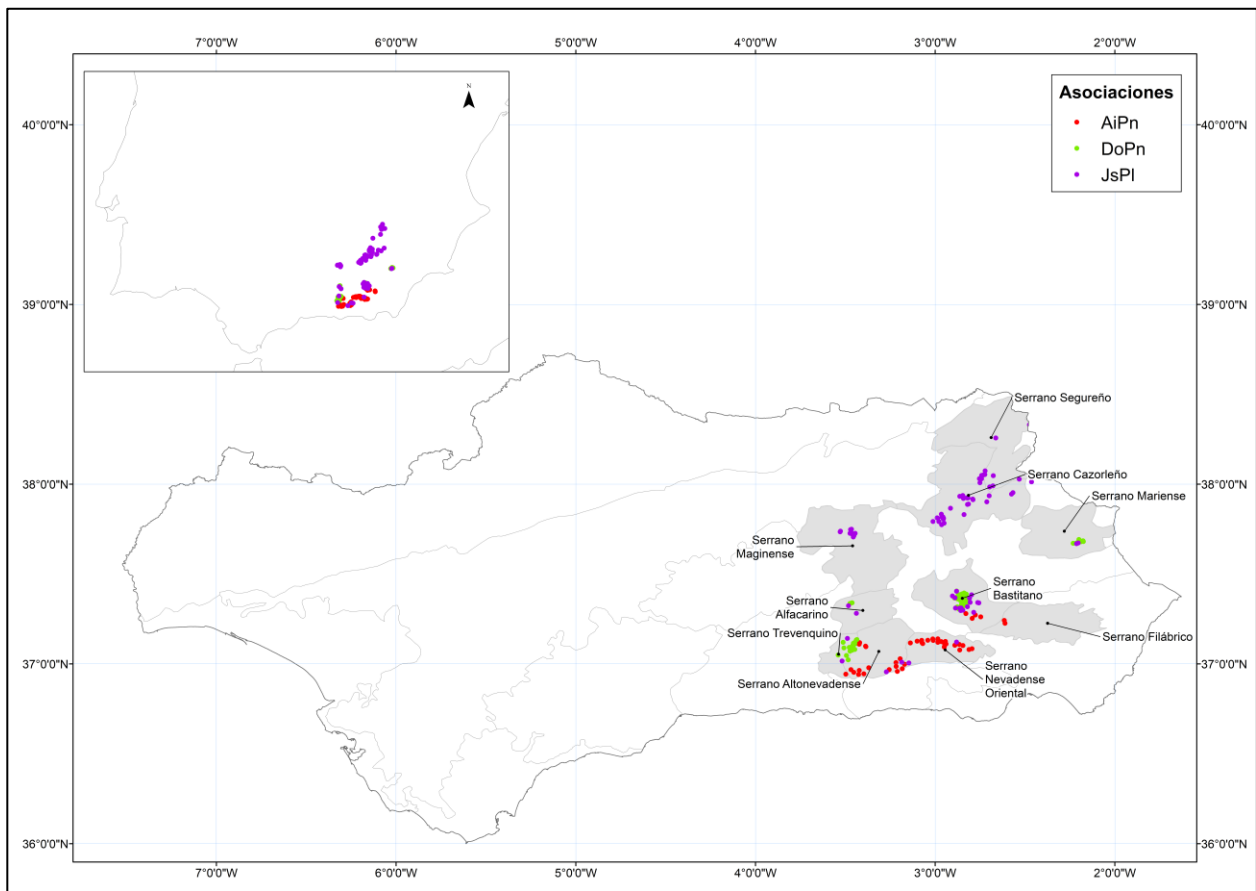 7°0'0"W 6°0'0"W 5°0'0"W 4°0'0"W 3°0'0"W 2°0'0"W
N
Asociaciones
AiPn
DoPn
JsPl
40°0'0"N 40°0'0"N
39°0'0"N 39°0'0"N
Serrano Segureño
38°0'0"N 38°0'0"N
Serrano Cazorleño
Serrano Mariense
Serrano
Maginense
Serrano
Bastitano
Serrano
Alfacarino
Serrano Trevenquino
Serrano Filábrico
Serrano Altonevadense
Serrano
Nevadense
Oriental
37°0'0"N 37°0'0"N
36°0'0"N 36°0'0"N
7°0'0"W 6°0'0"W 5°0'0"W 4°0'0"W 3°0'0"W 2°0'0"W